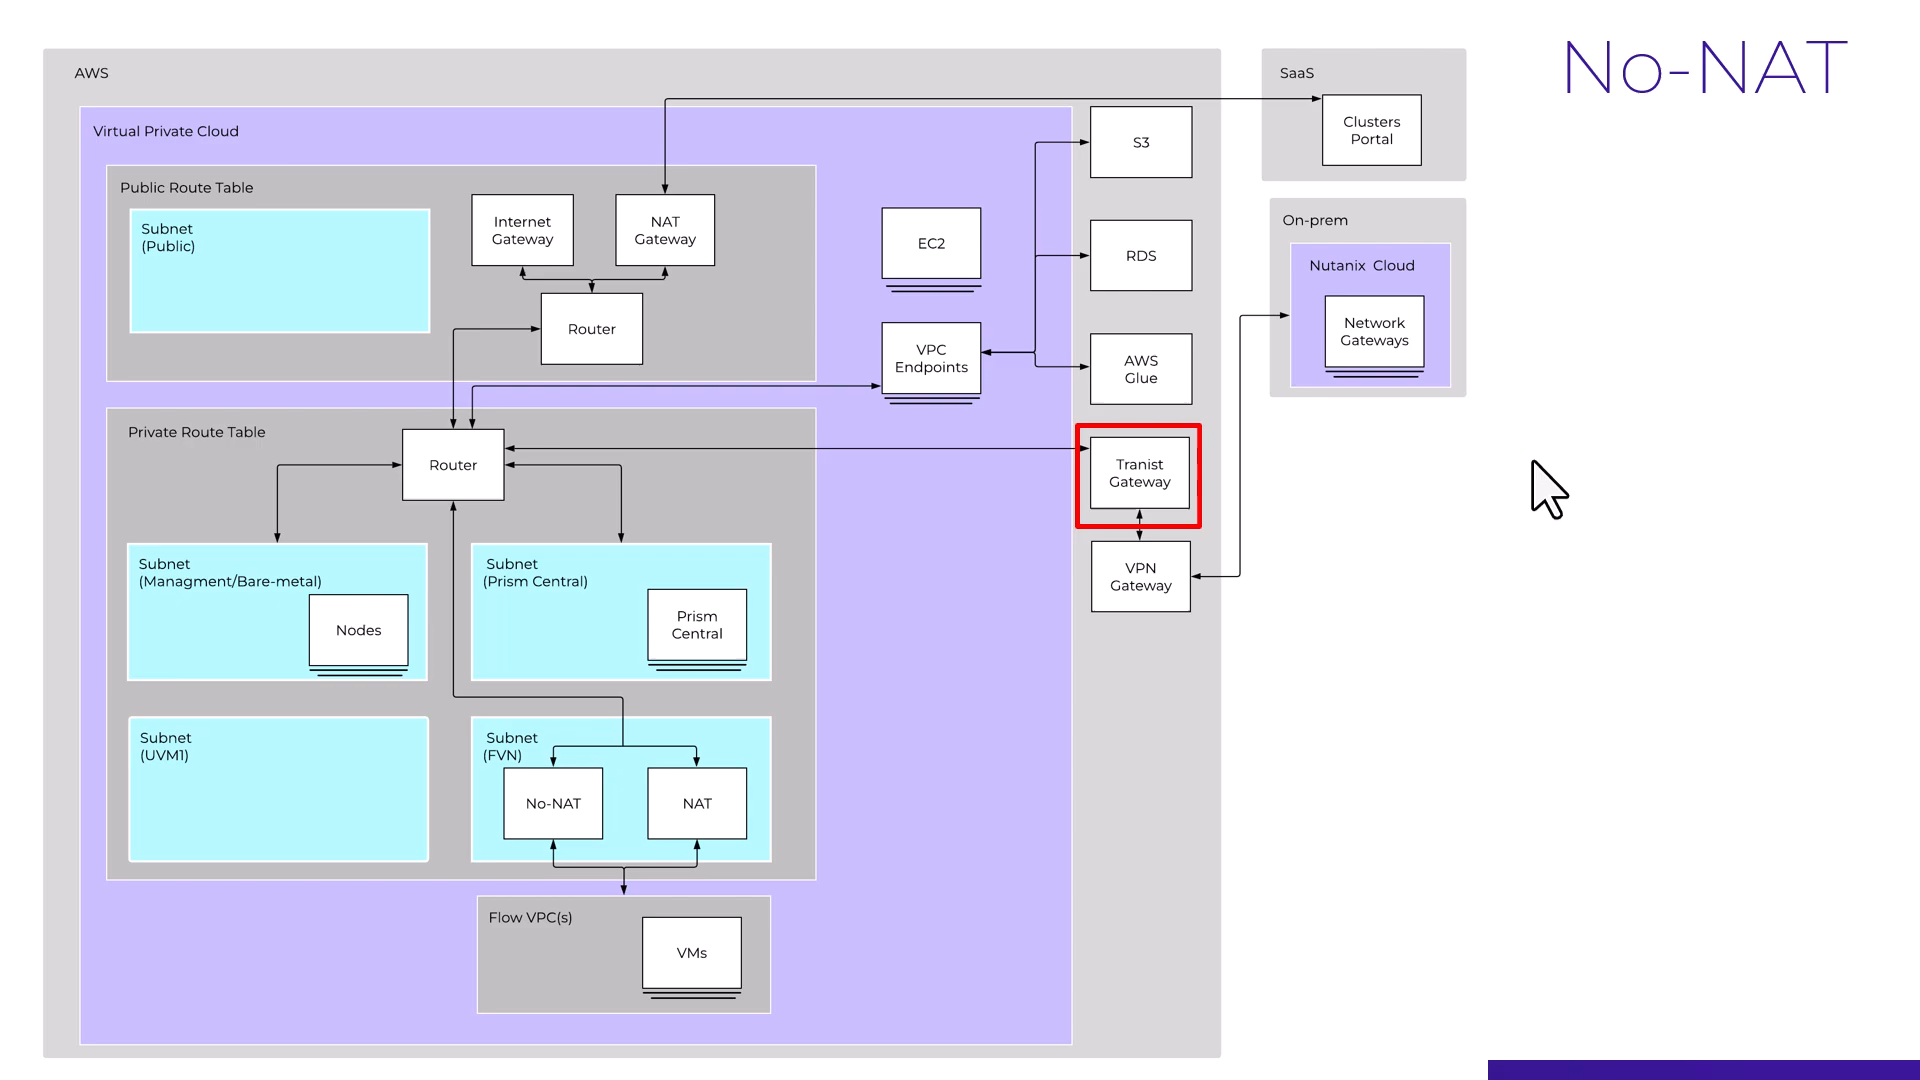 No-NAT
AWS
SaaS
Clusters
Portal
Virtual Private Cloud
S3
Public Route Table
Subnet
(Public)
Internet
Gateway
NAT
Gateway
EC2
RDS
On-prem
Nutanix Cloud
Network
Gateways
Router
VPC
Endpoints
AWS
Glue
Private Route Table
Router
Tranist
Gateway
Subnet
(Managment/Bare-metal)
Nodes
Subnet
(Prism Central)
Prism
Central
VPN
Gateway
Subnet
(UVM1)
Subnet
(FVN)
No-NAT
NAT
Flow VPC(s)
VMs